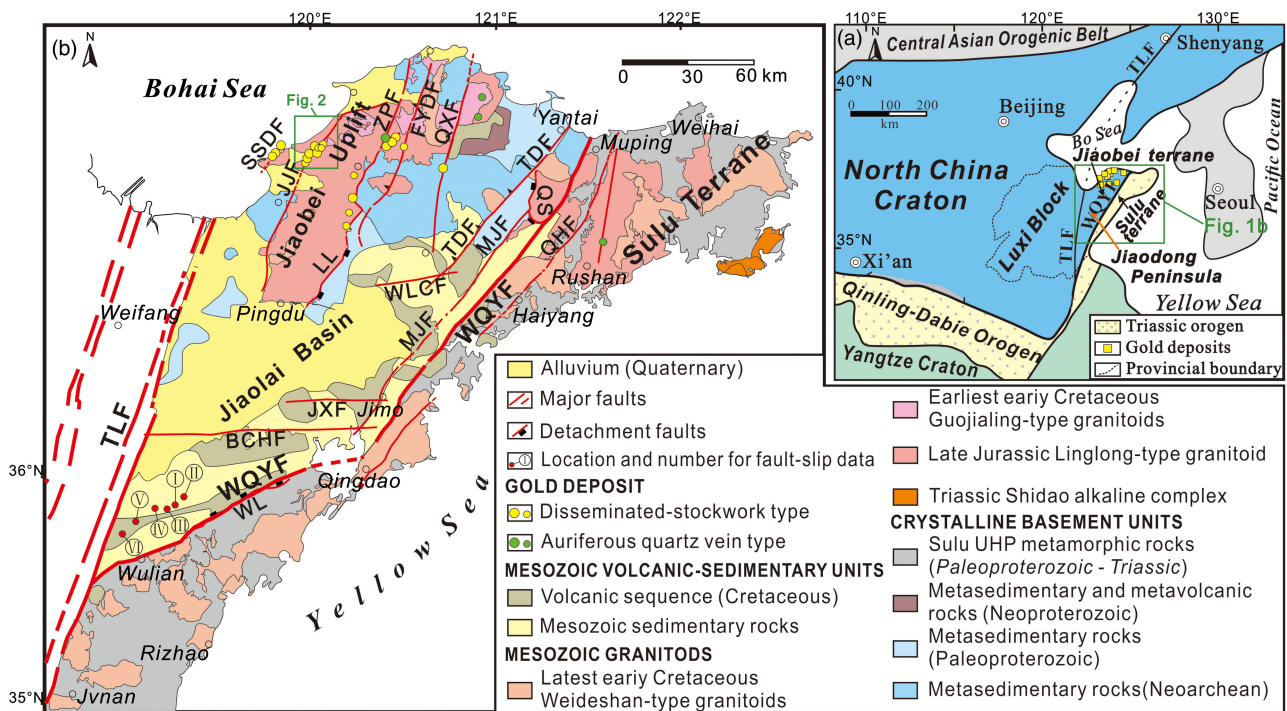 120°E
121°E
122°E
(b)
N
Bohai Sea
0 30 60 km
Fig. 2
SSDF
JJF
Jiaobei Uplift
ZPF
FYDF
QXF
Yantai
Muping
Weihai
TDF
QS
QHF
Sulu Terrane
LL
TDF
MJF
Rushan
WLCF
Haiyang
Weifang
Pingdu
WQYF
MJF
Jiaolai Basin
JXF
Jimo
TLF
BCHF
36°N
WQYF
Qingdao
WL
I
II
V
IV
III
VI
Wulian
Yellow Sea
Rizhao
35°N
Jvnan
110°E
120°E
130°E
(a)
N
Central Asian Orogenic Belt
TLF
Shenyang
40°N
0 100 200
km
Beijing
Bo Sea
Pacific Ocean
Jiaobei terrane
North China
Craton
WQYF
Seoul
Luxi Block
Sulu
terrane
Fig. 1b
35°N
TLF
Xi'an
Jiaodong
Peninsula
Yellow Sea
Qinling-Dabie Orogen
Yangtze Craton
Triassic orogen
Gold deposits
Provincial boundary
Alluvium (Quaternary)
Major faults
Detachment faults
I
Location and number for fault-slip data
GOLD DEPOSIT
Disseminated-stockwork type
Auriferous quartz vein type
MESOZOIC VOLCANIC-SEDIMENTARY UNITS
Volcanic sequence (Cretaceous)
Mesozoic sedimentary rocks
MESOZOIC GRANITODS
Latest eariy Cretaceous
Weideshan-type granitoids
Earliest eariy Cretaceous
Guojialing-type granitoids
Late Jurassic Linglong-type granitoid
Triassic Shidao alkaline complex
CRYSTALLINE BASEMENT UNITS
Sulu UHP metamorphic rocks
(Paleoproterozoic - Triassic)
Metasedimentary and metavolcanic
rocks (Neoproterozoic)
Metasedimentary rocks
(Paleoproterozoic)
Metasedimentary rocks(Neoarchean)